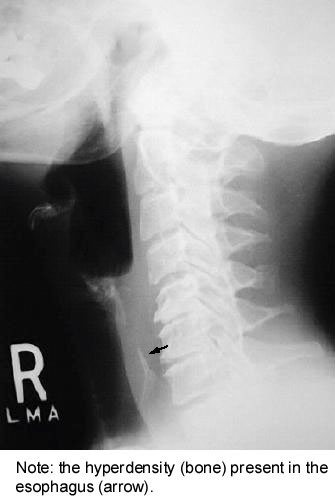 R
LMA
Note: the hyperdensity (bone) present in the
esophagus (arrow).